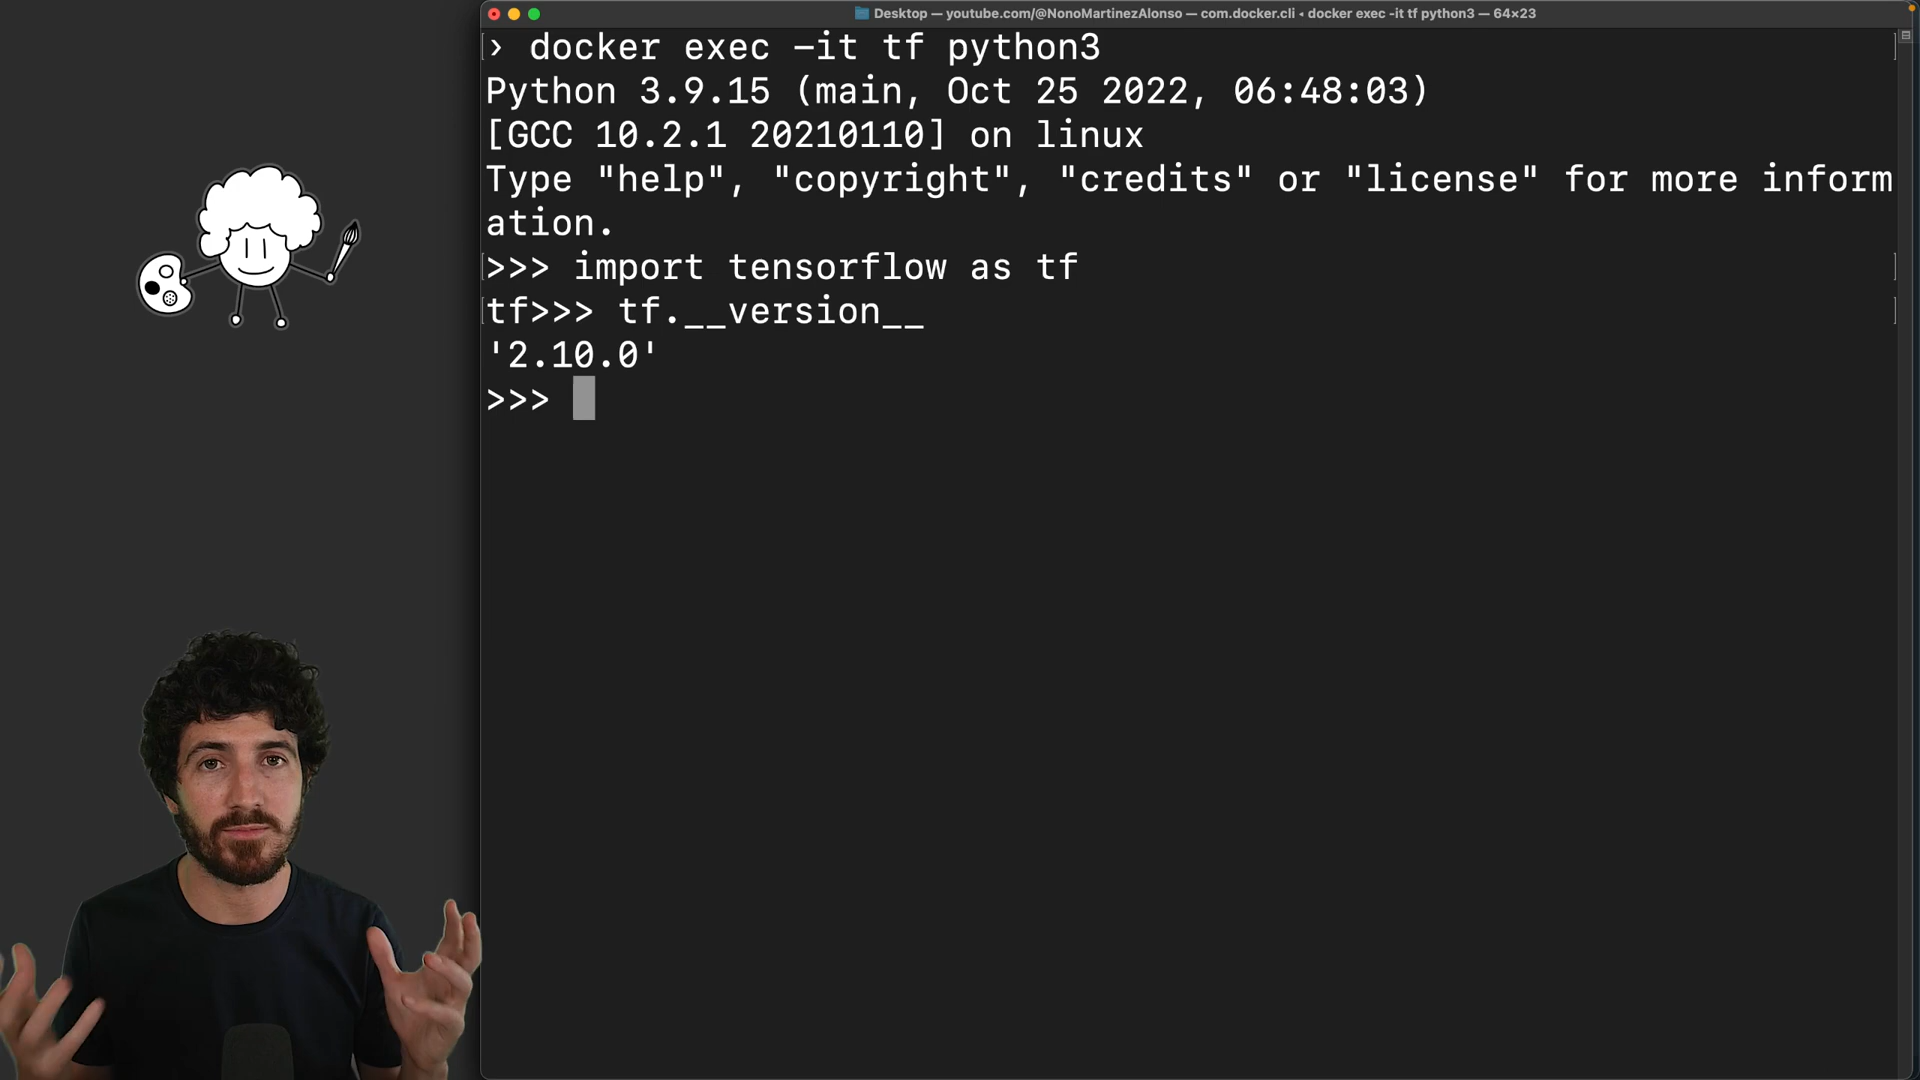 Desktop — youtube.com/@NonoMartinezAlonso — com.docker.cli ◂ docker exec -it tf python3 — 64×23
› docker exec -it tf python3
Python 3.9.15 (main, Oct 25 2022, 06:48:03)
[GCC 10.2.1 20210110] on linux
Type "help", "copyright", "credits" or "license" for more inform
ation.
>>> import tensorflow as tf
tf>>> tf.__version__
'2.10.0'
>>>